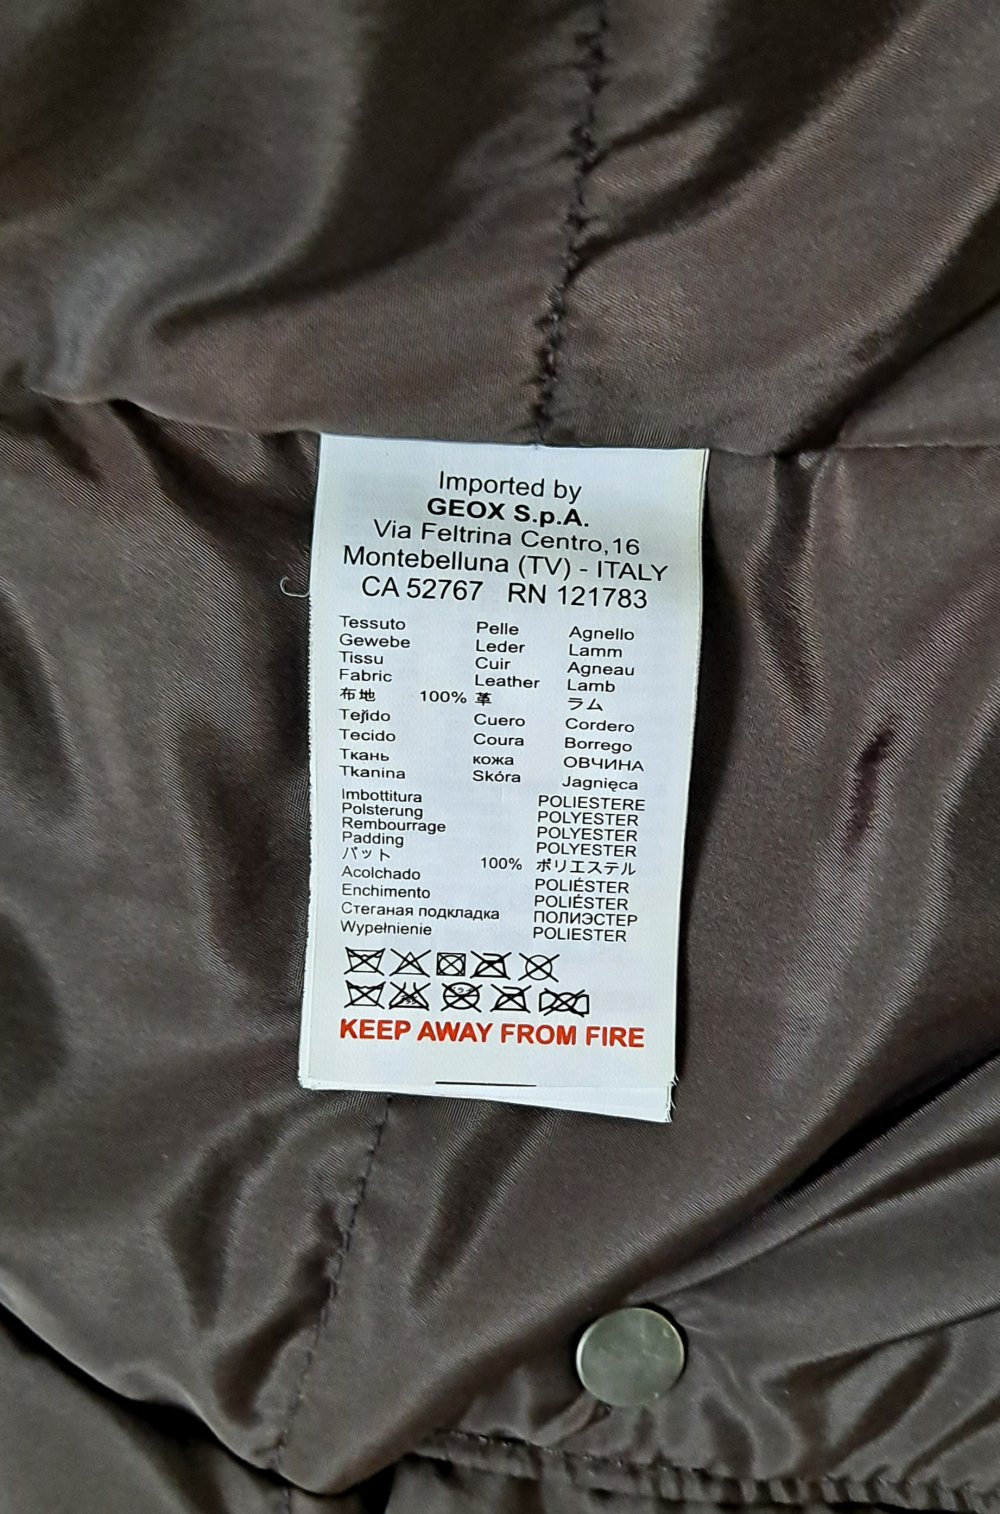 Imported by
GEOX S.p.A.
Via Feltrina Centro,16
Montebelluna (TV) - ITALY
CA 52767 RN 121783
Tessuto Pelle Agnello
Gewebe Leder Lamm
Tissu Cuir Agneau
Fabric Leather Lamb
布地 100% 革 ラム
Tejido Cuero Cordero
Tecido Coura Borrego
Ткань кожа ОВЧИНА
Tkanina Skóra Jagnięca
Imbottitura POLIESTERE
Polsterung POLYESTER
Rembourrage POLYESTER
Padding POLYESTER
パット 100% ポリエステル
Acolchado POLIÉSTER
Enchimento POLIÉSTER
Стеганая подкладка ПОЛИЭСТЕР
Wypełnienie POLIESTER
KEEP AWAY FROM FIRE